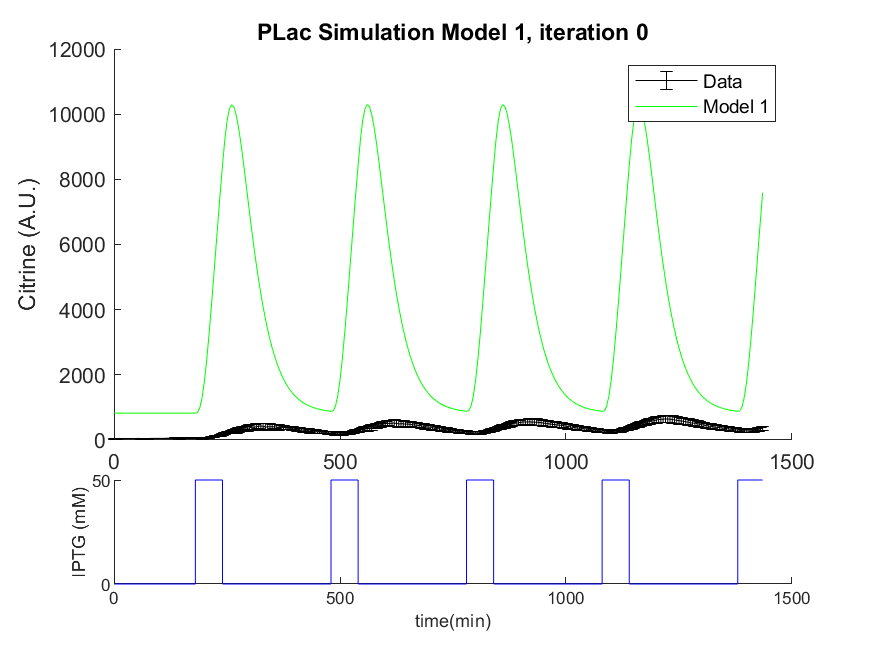 PLac Simulation Model 1, iteration 0
12000
10000
8000
6000
4000
2000
0
Citrine (A.U.)
Data
Model 1
0 500 1000 1500
50
0
IPTG (mM)
0 500 1000 1500
time(min)